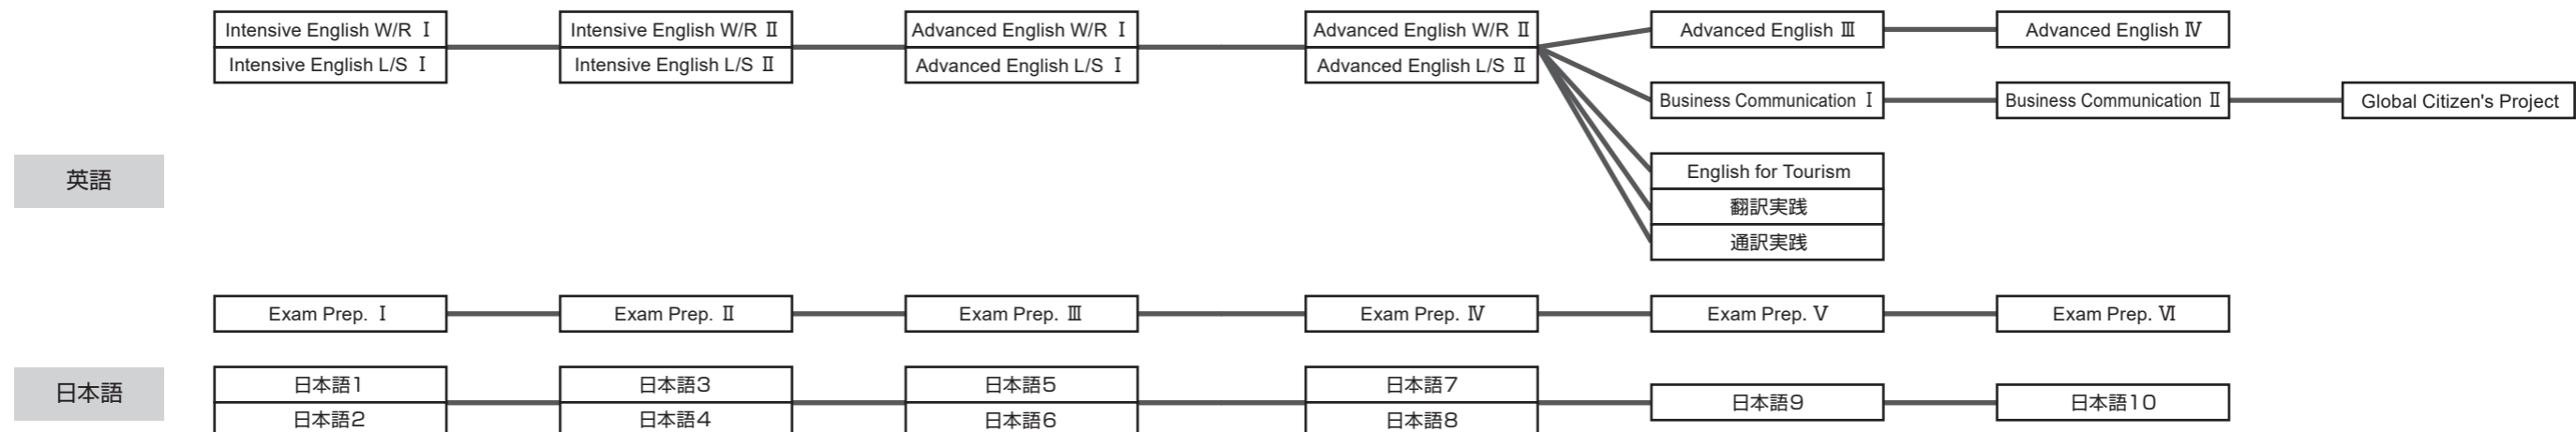 Intensive English W/R Ⅰ
Intensive English L/S Ⅰ
Intensive English W/R Ⅱ
Intensive English L/S Ⅱ
Advanced English W/R Ⅰ
Advanced English L/S Ⅰ
Advanced English W/R Ⅱ
Advanced English L/S Ⅱ
Advanced English Ⅲ
Advanced English Ⅳ
Business Communication Ⅰ
Business Communication Ⅱ
Global Citizen's Project
英語
English for Tourism
翻訳実践
通訳実践
Exam Prep. Ⅰ
Exam Prep. Ⅱ
Exam Prep. Ⅲ
Exam Prep. Ⅳ
Exam Prep. Ⅴ
Exam Prep. Ⅵ
日本語
日本語1
日本語2
日本語3
日本語4
日本語5
日本語6
日本語7
日本語8
日本語9
日本語10